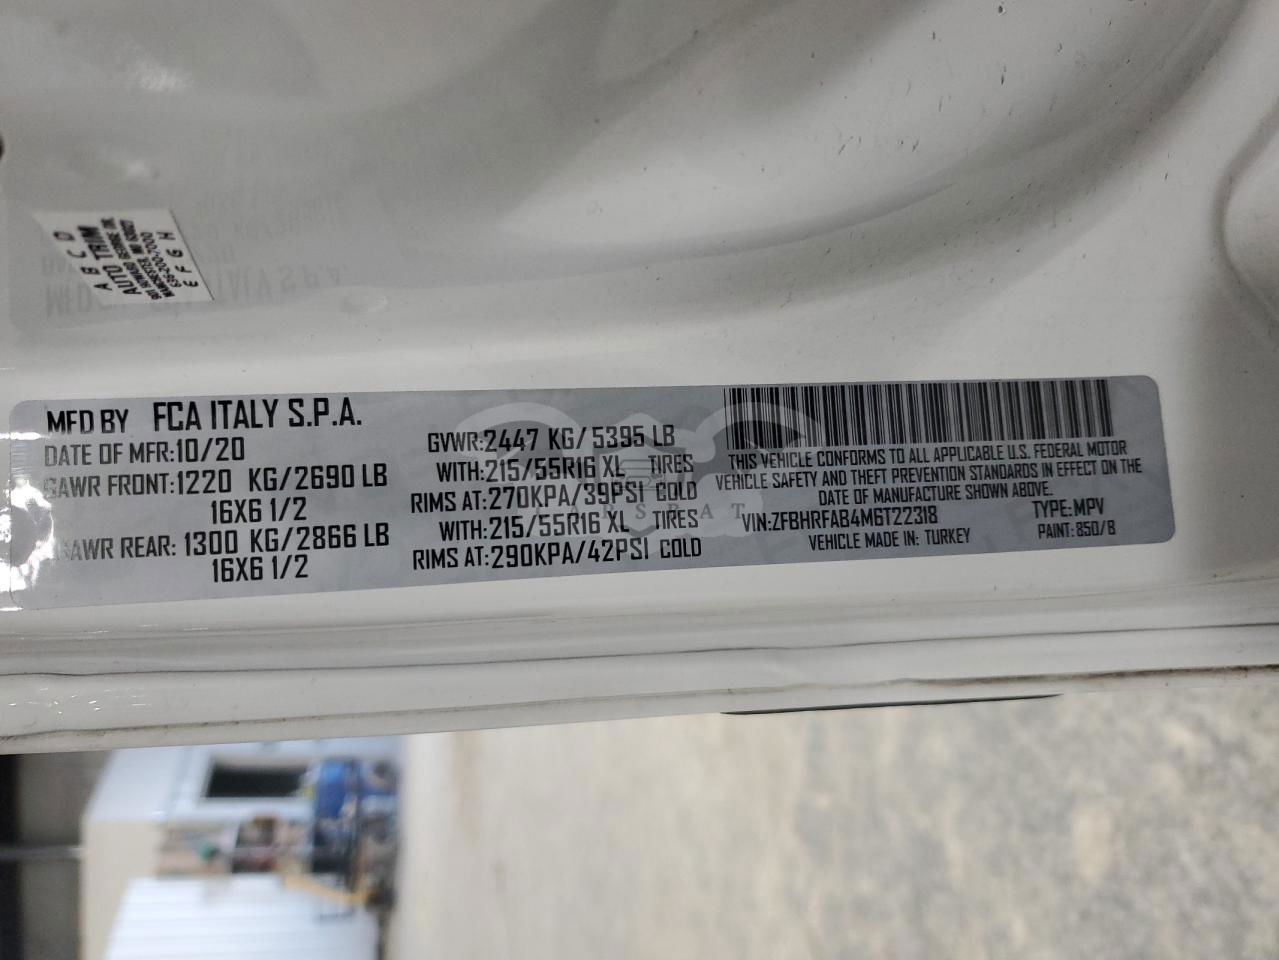 A B C D
AUTO TRIM
E F G H
MFD BY FCA ITALY S.P.A.
DATE OF MFR:10/20
GAWR FRONT:1220 KG/2690 LB
16X6 1/2
GAWR REAR: 1300 KG/2866 LB
16X6 1/2
GVWR:2447 KG/5395 LB
WITH:215/55R16 XL TIRES
RIMS AT:270KPA/39PSI COLD
WITH:215/55R16 XL TIRES
RIMS AT:290KPA/42PSI COLD
THIS VEHICLE CONFORMS TO ALL APPLICABLE U.S. FEDERAL MOTOR
VEHICLE SAFETY AND THEFT PREVENTION STANDARDS IN EFFECT ON THE
DATE OF MANUFACTURE SHOWN ABOVE.
VIN:ZFBHRFAB4M6T22318 TYPE:MPV
VEHICLE MADE IN: TURKEY PAINT:850/B
CARSBAT